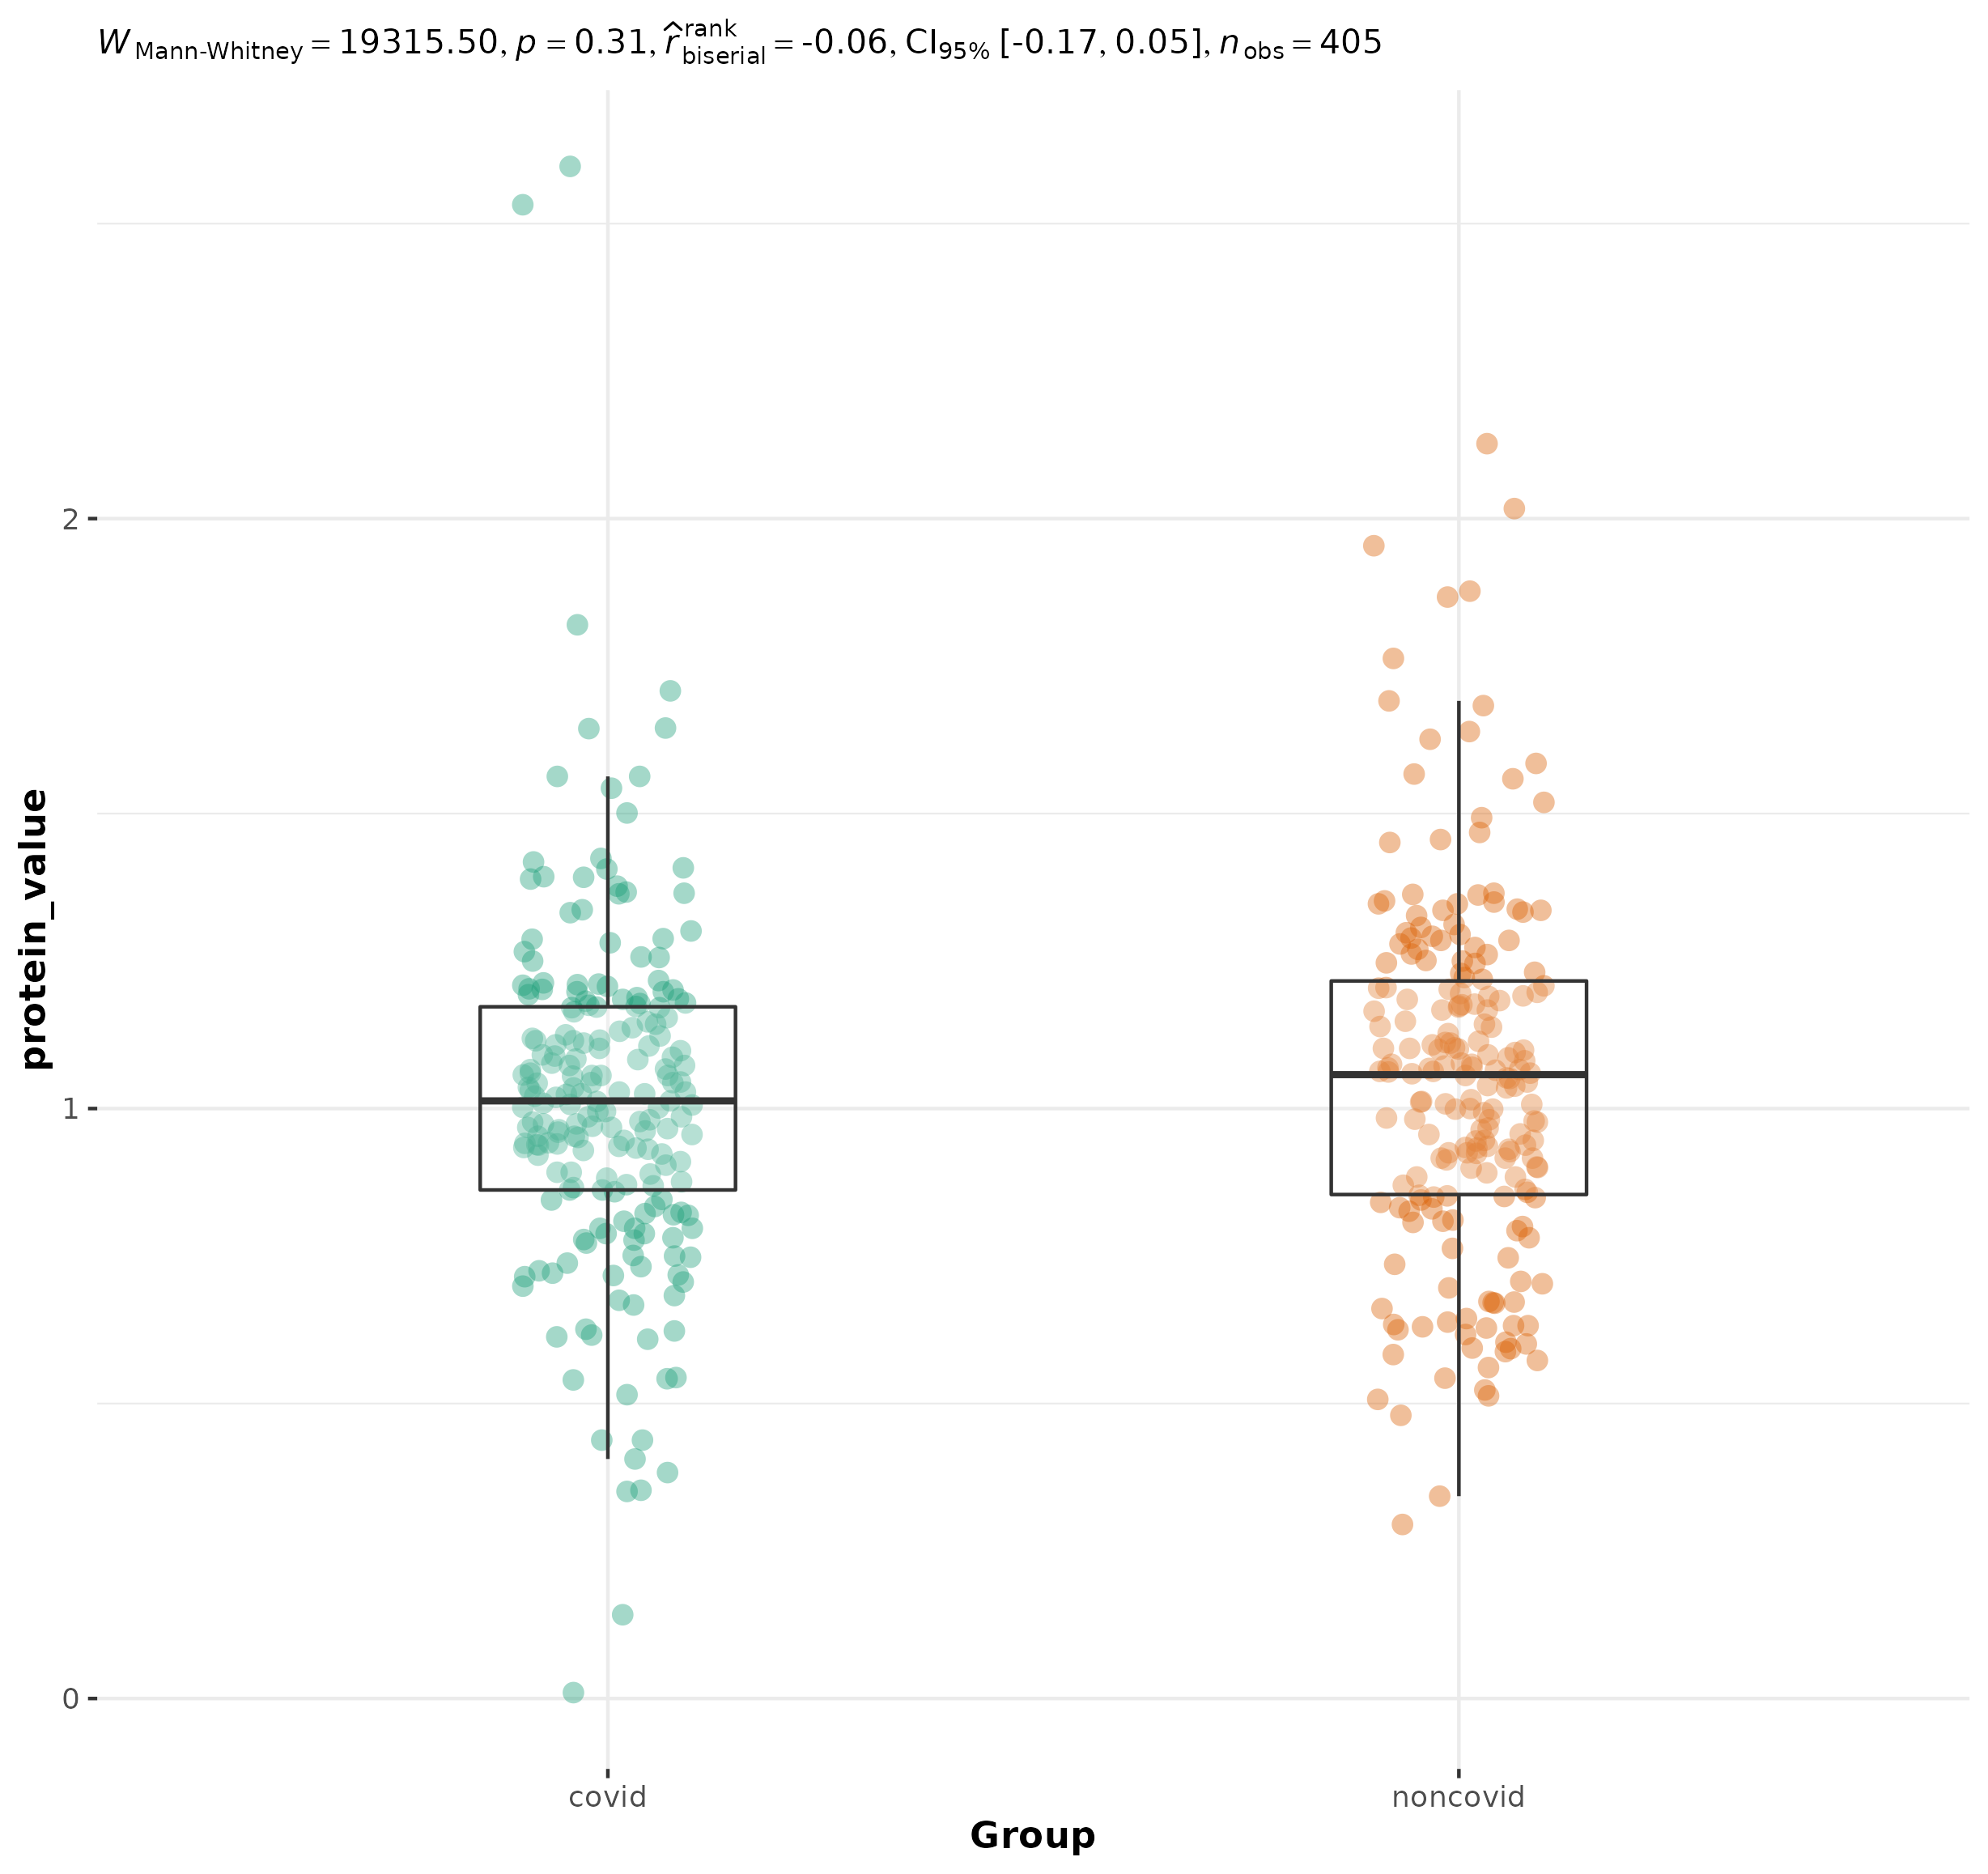 W Mann-Whitney = 19315.50, p = 0.31, r̂ rank biserial = -0.06, CI95% [-0.17, 0.05], n obs = 405
protein_value
2
1
0
covid noncovid
Group